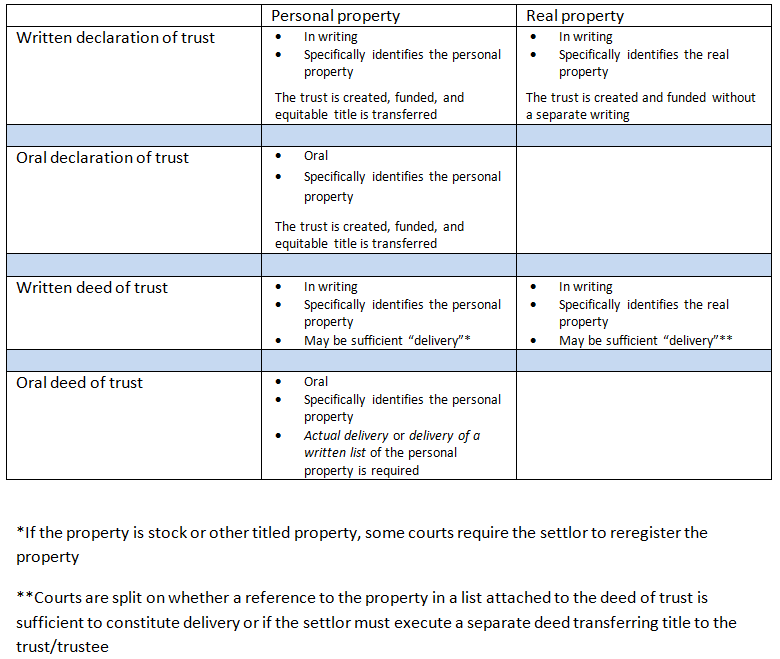 Personal property
Real property
Written declaration of trust
• In writing
• Specifically identifies the personal
property
The trust is created, funded, and
equitable title is transferred
• In writing
• Specifically identifies the real
property
The trust is created and funded without
a separate writing
Oral declaration of trust
• Oral
• Specifically identifies the personal
property
The trust is created, funded, and
equitable title is transferred
Written deed of trust
• In writing
• Specifically identifies the personal
property
• May be sufficient “delivery”*
• In writing
• Specifically identifies the real
property
• May be sufficient “delivery”**
Oral deed of trust
• Oral
• Specifically identifies the personal
property
• Actual delivery or delivery of a
written list of the personal
property is required
*If the property is stock or other titled property, some courts require the settlor to reregister the
property
**Courts are split on whether a reference to the property in a list attached to the deed of trust is
sufficient to constitute delivery or if the settlor must execute a separate deed transferring title to the
trust/trustee